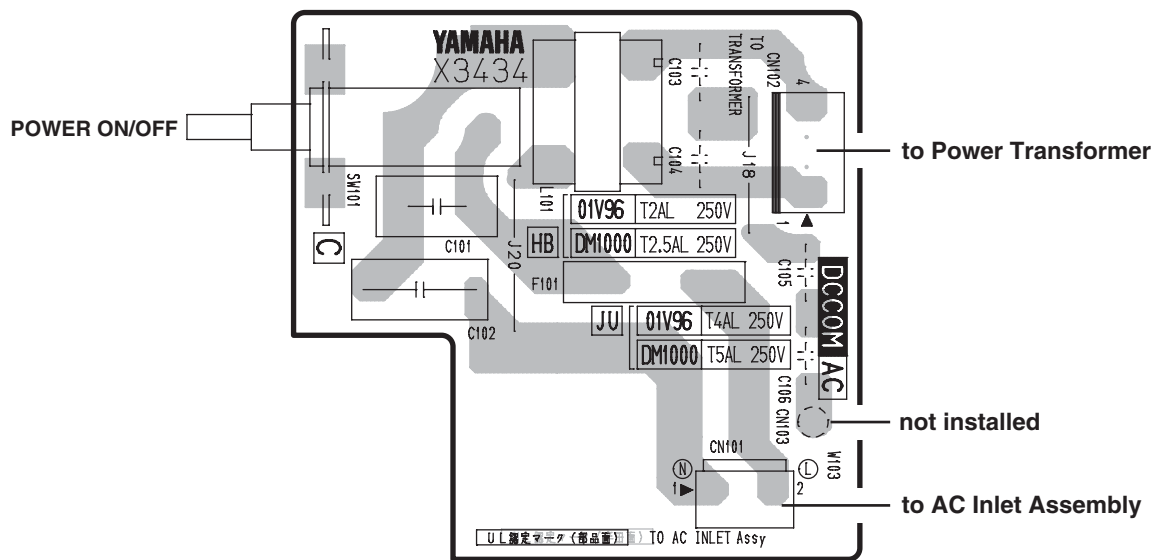 YAMAHA
X3434
POWER ON/OFF
SW101
C
C101
C102
J20
L101
C103
C104
TO TRANSFORMER
CN102
4
J18
1
to Power Transformer
01V96 T2AL 250V
HB DM1000 T2.5AL 250V
F101
JU 01V96 T4AL 250V
DM1000 T5AL 250V
C105
DCCOM AC
C106
CN103
not installed
W103
CN101
N L
1 2
to AC Inlet Assembly
TO AC INLET Assy